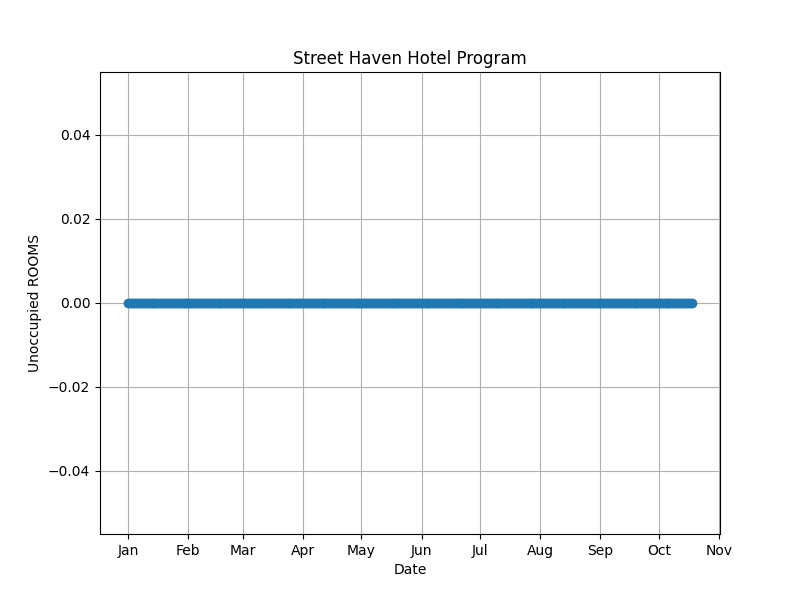 Street Haven Hotel Program
Unoccupied ROOMS
0.04
0.02
0.00
−0.02
−0.04
Jan Feb Mar Apr May Jun Jul Aug Sep Oct Nov
Date